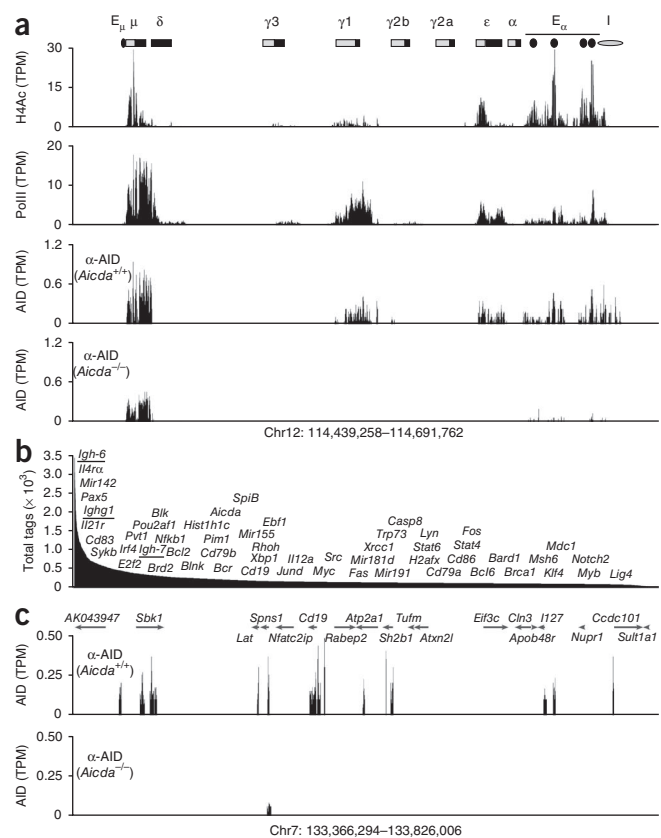 a
Eμ μ δ γ3 γ1 γ2b γ2a ε α Eα I
H4Ac (TPM)
30
15
0
PolII (TPM)
20
10
0
AID (TPM)
1.2
0.6
0
α-AID
(Aicda+/+)
AID (TPM)
1.2
0.6
0
α-AID
(Aicda–/–)
Chr12: 114,439,258–114,691,762
b
Total tags (× 10³)
3.5
3.0
2.5
2.0
1.5
1.0
0.5
0
Igh-6
Il4rα
Mir142
Pax5
Ighg1
Il21r
Cd83
Sykb
Pvt1
Irf4
E2f2
Blk
Pou2af1
Nfkb1
Igh-7
Bcl2
Brd2
Blnk
Aicda
Hist1h1c
Pim1
Cd79b
Bcr
SpiB
Mir155
Ebf1
Rhoh
Xbp1
Cd19
Il12a
Jund
Src
Myc
Casp8
Trp73
Xrcc1
Mir181d
Fas
Mir191
Lyn
Stat6
H2afx
Cd79a
Fos
Stat4
Cd86
Bcl6
Bard1
Brca1
Mdc1
Msh6
Klf4
Notch2
Myb
Lig4
c
AK043947 Sbk1 Spns1 Cd19 Atp2a1 Tufm Eif3c Cln3 I127 Ccdc101
Lat Nfatc2ip Rabep2 Sh2b1 Atxn2l Apob48r Nupr1 Sult1a1
AID (TPM)
0.50
0.25
0
α-AID
(Aicda+/+)
AID (TPM)
0.50
0.25
0
α-AID
(Aicda–/–)
Chr7: 133,366,294–133,826,006